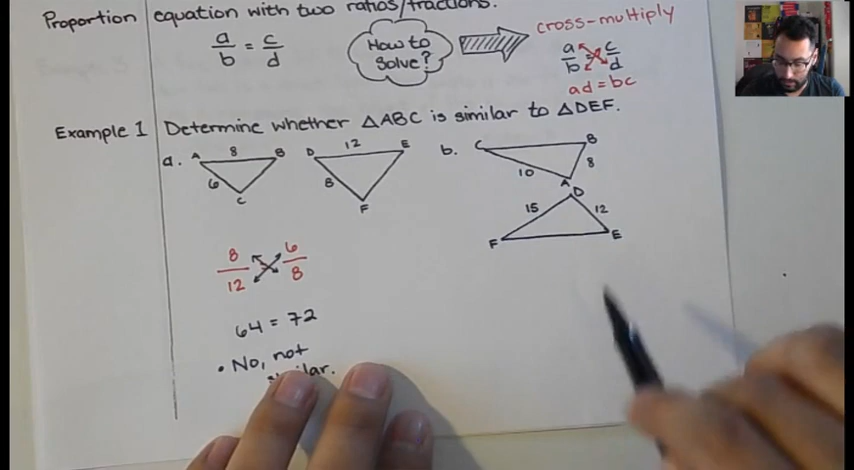 Proportion equation with two ratios/fractions.
a/b = c/d
How to solve?
cross-multiply
a/b = c/d
ad = bc
Example 1 Determine whether △ABC is similar to △DEF.
a. A 8 B 6 C
D 12 E 8 F
b. C B 10 8 A
D 15 12 F E
8/12 6/8
64 = 72
• No, not
similar.